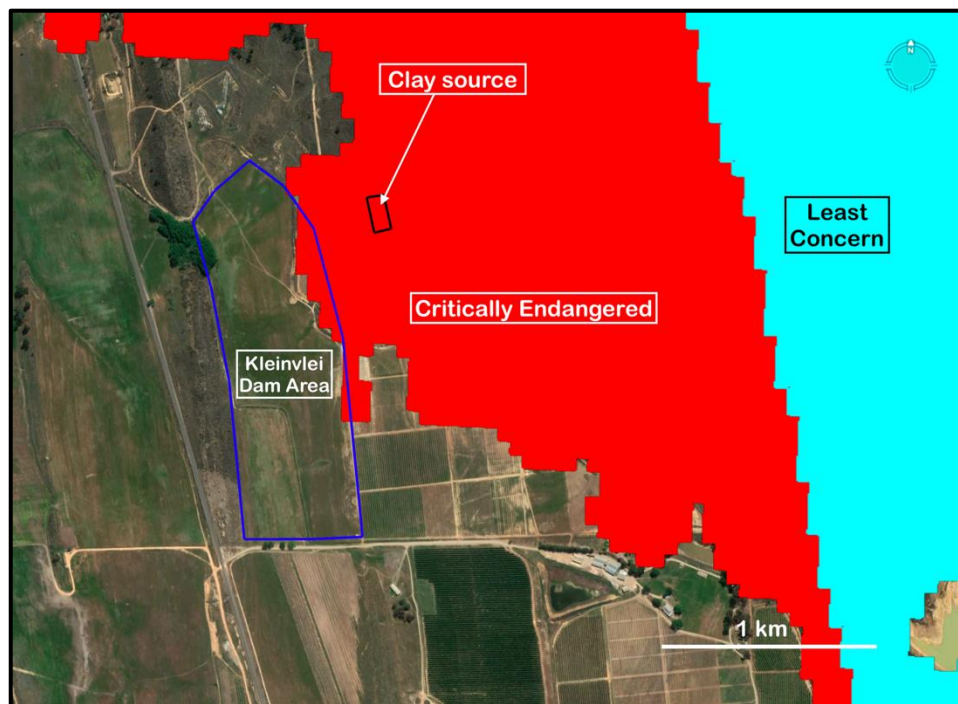 N
Clay source
Least
Concern
Critically Endangered
Kleinvlei
Dam Area
1 km